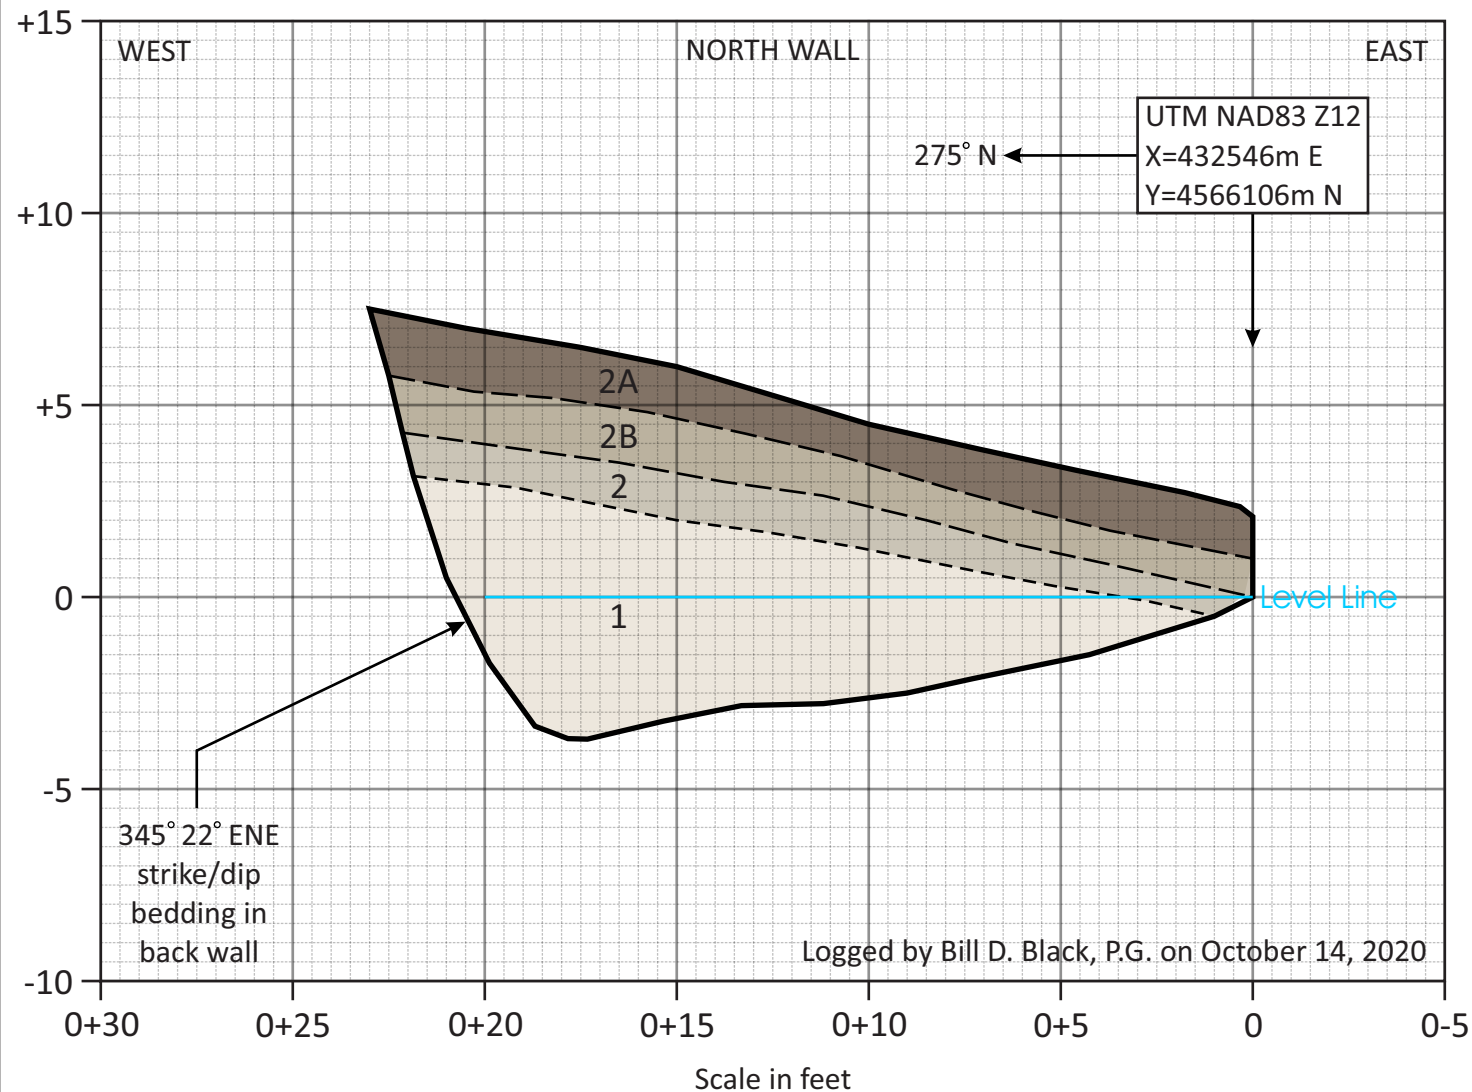 +15
WEST
NORTH WALL
EAST
UTM NAD83 Z12
275° N
X=432546m E
Y=4566106m N
+10
+5
2A
2B
2
0
Level Line
1
-5
345° 22° ENE
strike/dip
bedding in
back wall
Logged by Bill D. Black, P.G. on October 14, 2020
-10
0+30
0+25
0+20
0+15
0+10
0+5
0
0-5
Scale in feet